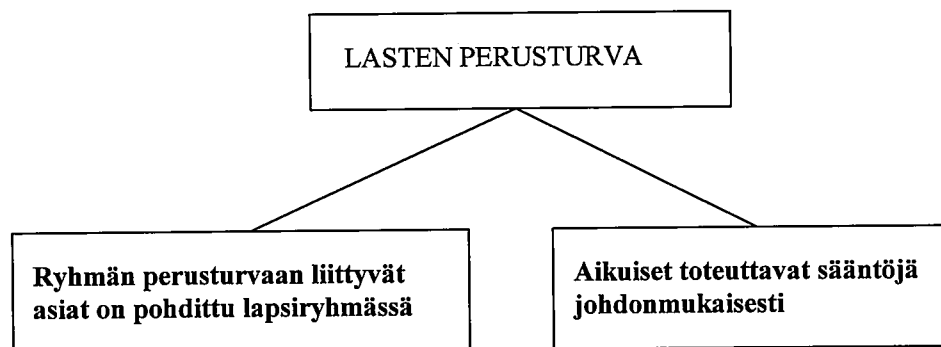 LASTEN PERUSTURVA
Ryhmän perusturvaan liittyvät
asiat on pohdittu lapsiryhmässä
Aikuiset toteuttavat sääntöjä
johdonmukaisesti